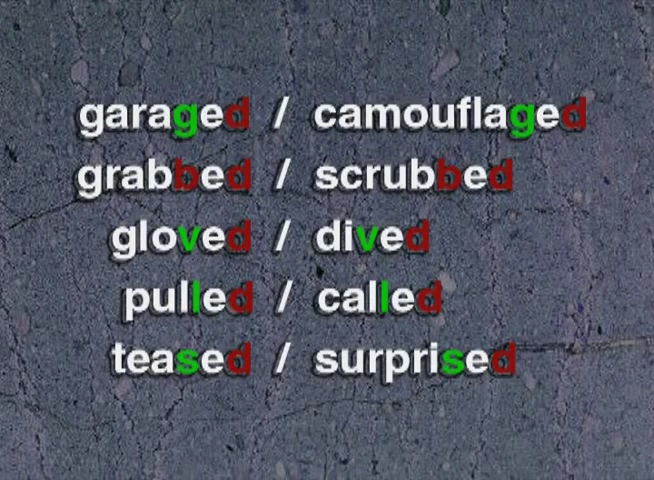 garaged / camouflaged
grabbed / scrubbed
gloved / dived
pulled / called
teased / surprised